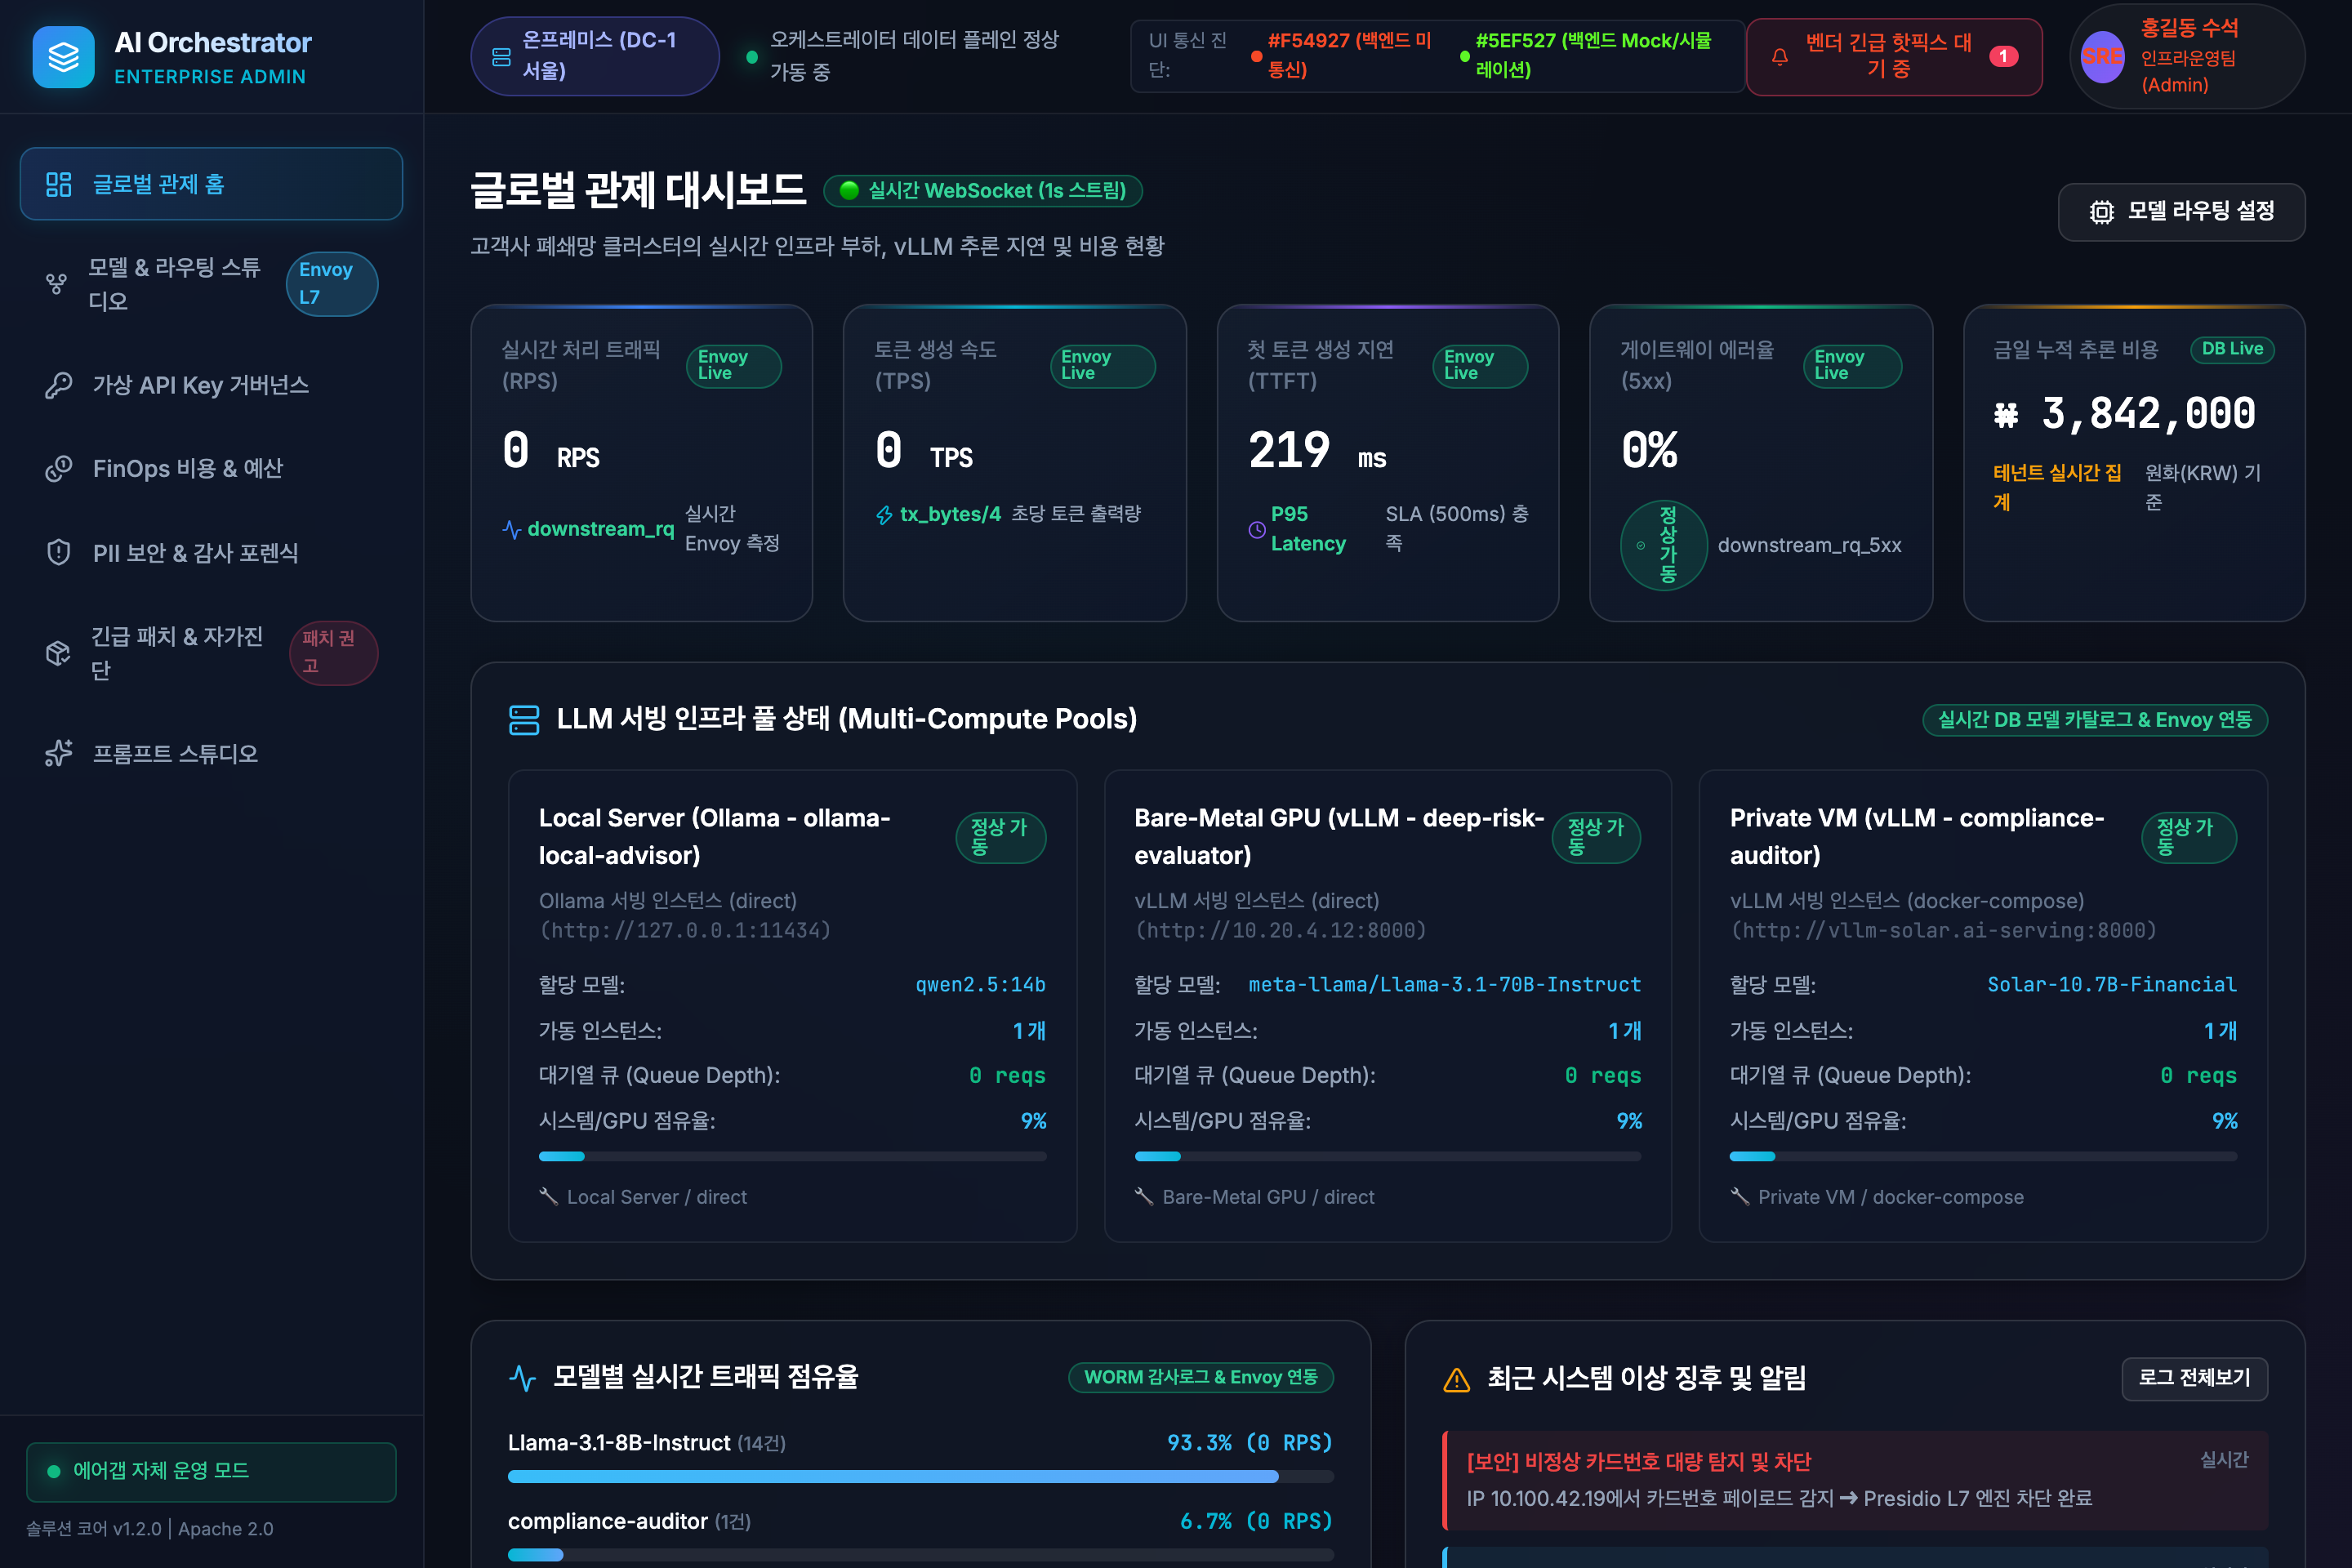 AI Orchestrator
ENTERPRISE ADMIN
글로벌 관제 홈
모델 & 라우팅 스튜
디오
Envoy
L7
가상 API Key 거버넌스
FinOps 비용 & 예산
PII 보안 & 감사 포렌식
긴급 패치 & 자가진
단
패치 권
고
프롬프트 스튜디오
에어갭 자체 운영 모드
솔루션 코어 v1.2.0 | Apache 2.0
온프레미스 (DC-1
서울)
오케스트레이터 데이터 플레인 정상
가동 중
UI 통신 진
단:
#F54927 (백엔드 미
통신)
#5EF527 (백엔드 Mock/시뮬
레이션)
벤더 긴급 핫픽스 대
기 중
1
SRE
홍길동 수석
인프라운영팀
(Admin)
글로벌 관제 대시보드
실시간 WebSocket (1s 스트림)
고객사 폐쇄망 클러스터의 실시간 인프라 부하, vLLM 추론 지연 및 비용 현황
모델 라우팅 설정
실시간 처리 트래픽
(RPS)
Envoy
Live
0 RPS
downstream_rq
실시간
Envoy 측정
토큰 생성 속도
(TPS)
Envoy
Live
0 TPS
tx_bytes/4 초당 토큰 출력량
첫 토큰 생성 지연
(TTFT)
Envoy
Live
219 ms
P95
Latency
SLA (500ms) 충
족
게이트웨이 에러율
(5xx)
Envoy
Live
0%
정
상
가
동
downstream_rq_5xx
금일 누적 추론 비용
DB Live
₩ 3,842,000
테넌트 실시간 집
계
원화(KRW) 기
준
LLM 서빙 인프라 풀 상태 (Multi-Compute Pools)
실시간 DB 모델 카탈로그 & Envoy 연동
Local Server (Ollama - ollama-
local-advisor)
정상 가
동
Ollama 서빙 인스턴스 (direct)
(http://127.0.0.1:11434)
할당 모델: qwen2.5:14b
가동 인스턴스: 1 개
대기열 큐 (Queue Depth): 0 reqs
시스템/GPU 점유율: 9%
Local Server / direct
Bare-Metal GPU (vLLM - deep-risk-
evaluator)
정상 가
동
vLLM 서빙 인스턴스 (direct)
(http://10.20.4.12:8000)
할당 모델: meta-llama/Llama-3.1-70B-Instruct
가동 인스턴스: 1 개
대기열 큐 (Queue Depth): 0 reqs
시스템/GPU 점유율: 9%
Bare-Metal GPU / direct
Private VM (vLLM - compliance-
auditor)
정상 가
동
vLLM 서빙 인스턴스 (docker-compose)
(http://vllm-solar.ai-serving:8000)
할당 모델: Solar-10.7B-Financial
가동 인스턴스: 1 개
대기열 큐 (Queue Depth): 0 reqs
시스템/GPU 점유율: 9%
Private VM / docker-compose
모델별 실시간 트래픽 점유율
WORM 감사로그 & Envoy 연동
Llama-3.1-8B-Instruct (14건) 93.3% (0 RPS)
compliance-auditor (1건) 6.7% (0 RPS)
최근 시스템 이상 징후 및 알림
로그 전체보기
[보안] 비정상 카드번호 대량 탐지 및 차단
실시간
IP 10.100.42.19에서 카드번호 페이로드 감지 → Presidio L7 엔진 차단 완료